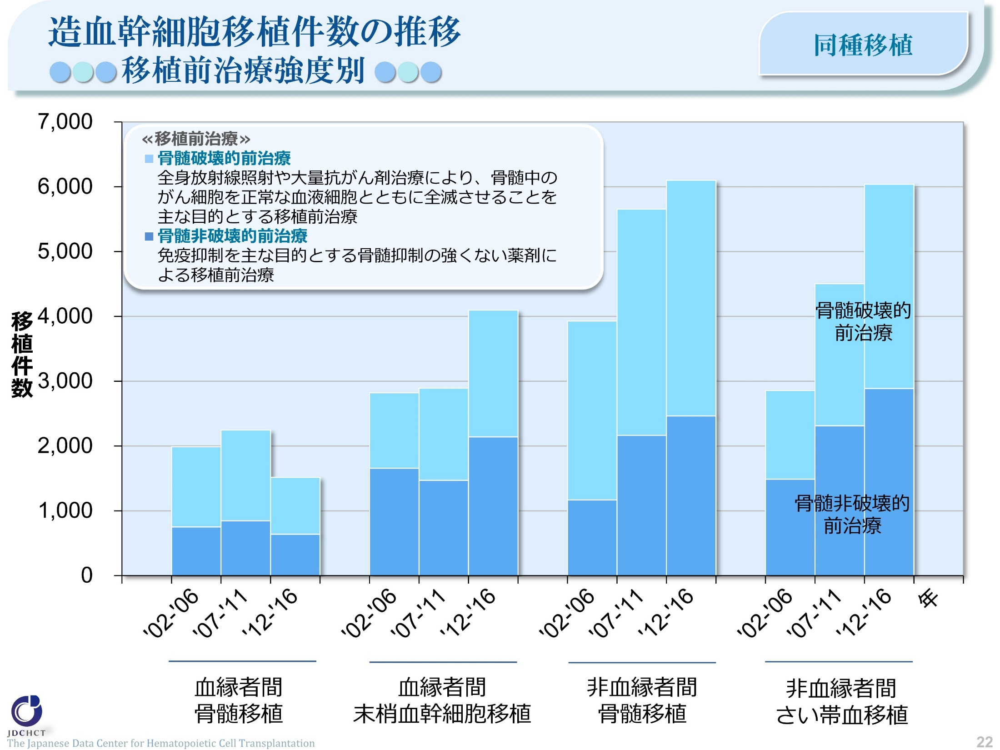 造血幹細胞移植件数の推移
移植前治療強度別
同種移植
≪移植前治療≫
骨髄破壊的前治療
全身放射線照射や大量抗がん剤治療により、骨髄中の
がん細胞を正常な血液細胞とともに全滅させることを
主な目的とする移植前治療
骨髄非破壊的前治療
免疫抑制を主な目的とする骨髄抑制の強くない薬剤に
よる移植前治療
移植件数
7,000
6,000
5,000
4,000
3,000
2,000
1,000
0
骨髄破壊的
前治療
骨髄非破壊的
前治療
'02-'06
'07-'11
'12-'16
'02-'06
'07-'11
'12-'16
'02-'06
'07-'11
'12-'16
'02-'06
'07-'11
'12-'16
年
血縁者間
骨髄移植
血縁者間
末梢血幹細胞移植
非血縁者間
骨髄移植
非血縁者間
さい帯血移植
JDCHCT
The Japanese Data Center for Hematopoietic Cell Transplantation
22